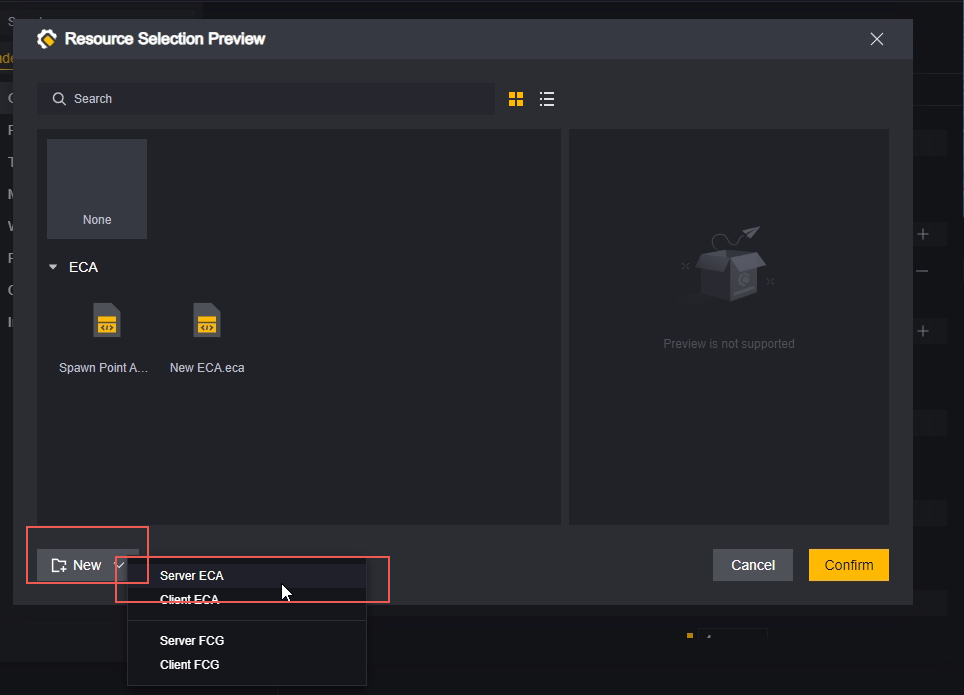 Resource Selection Preview
Search
None
ECA
Spawn Point A...
New ECA.eca
Preview is not supported
New
Cancel
Confirm
Server ECA
Client ECA
Server FCG
Client FCG